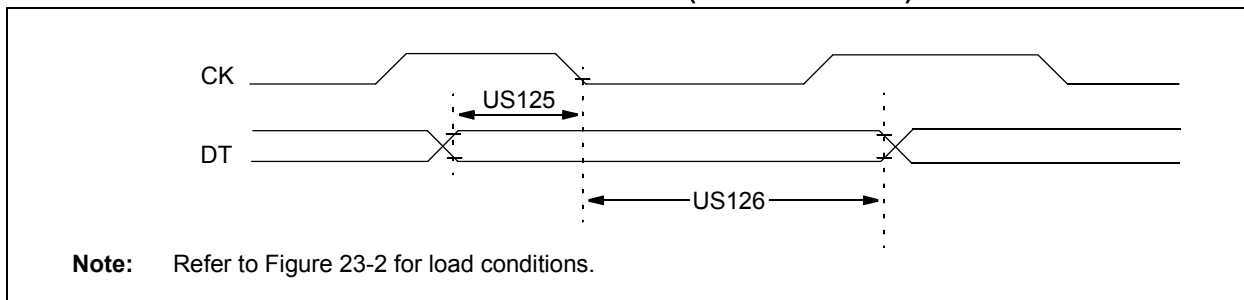 CK
US125
DT
US126
Note: Refer to Figure 23-2 for load conditions.